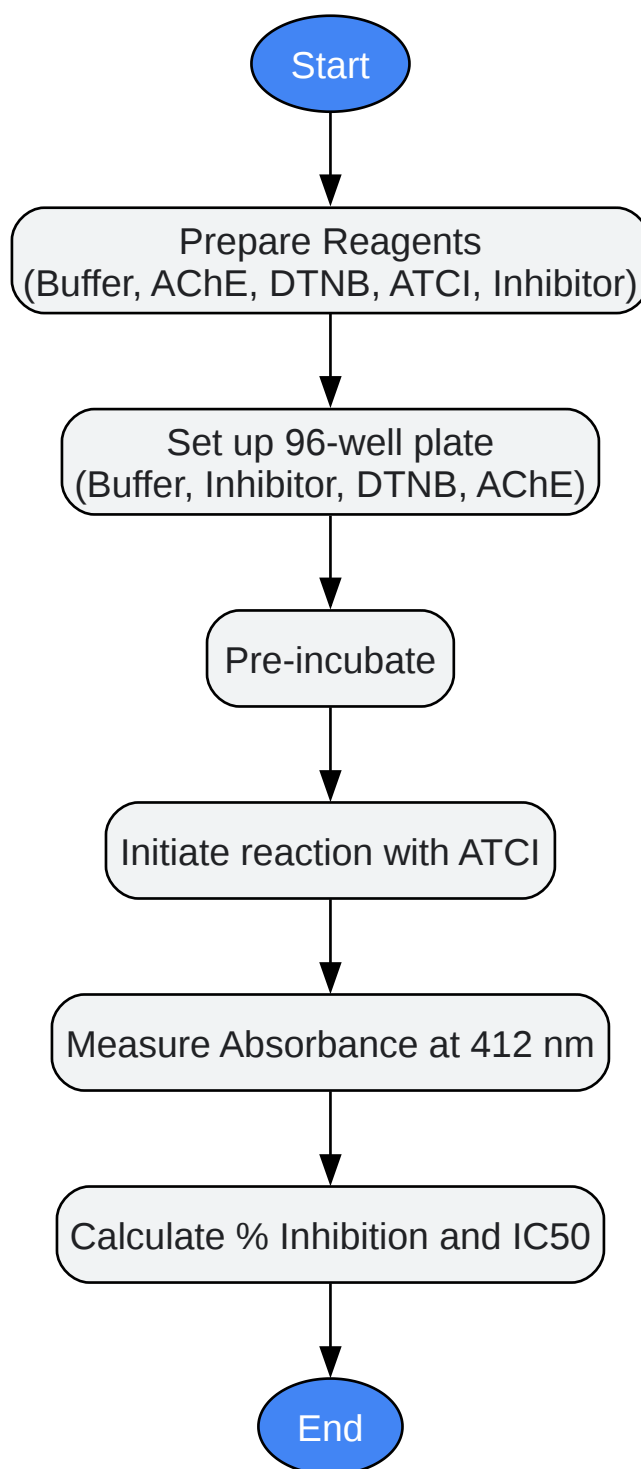 Start
Prepare Reagents
(Buffer, AChE, DTNB, ATCI, Inhibitor)
Set up 96-well plate
(Buffer, Inhibitor, DTNB, AChE)
Pre-incubate
Initiate reaction with ATCI
Measure Absorbance at 412 nm
Calculate % Inhibition and IC50
End